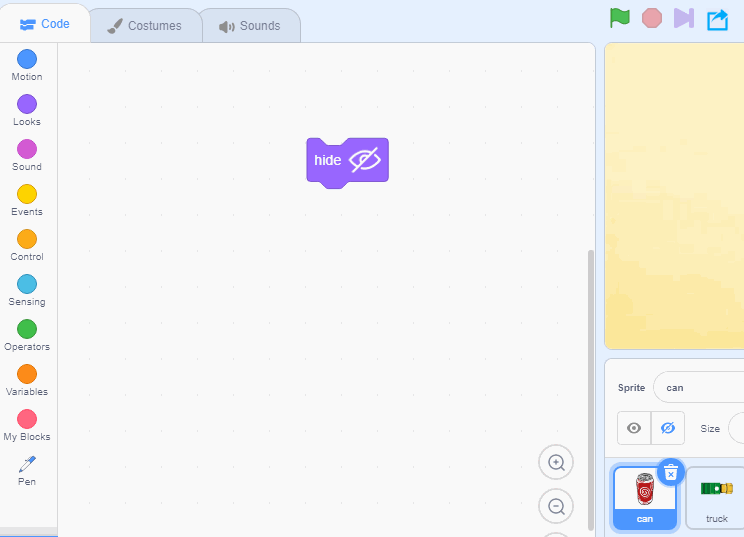 Code
Costumes
Sounds
Motion
Looks
Sound
Events
Control
Sensing
Operators
Variables
My Blocks
Pen
hide
Sprite can
Size
can
truck